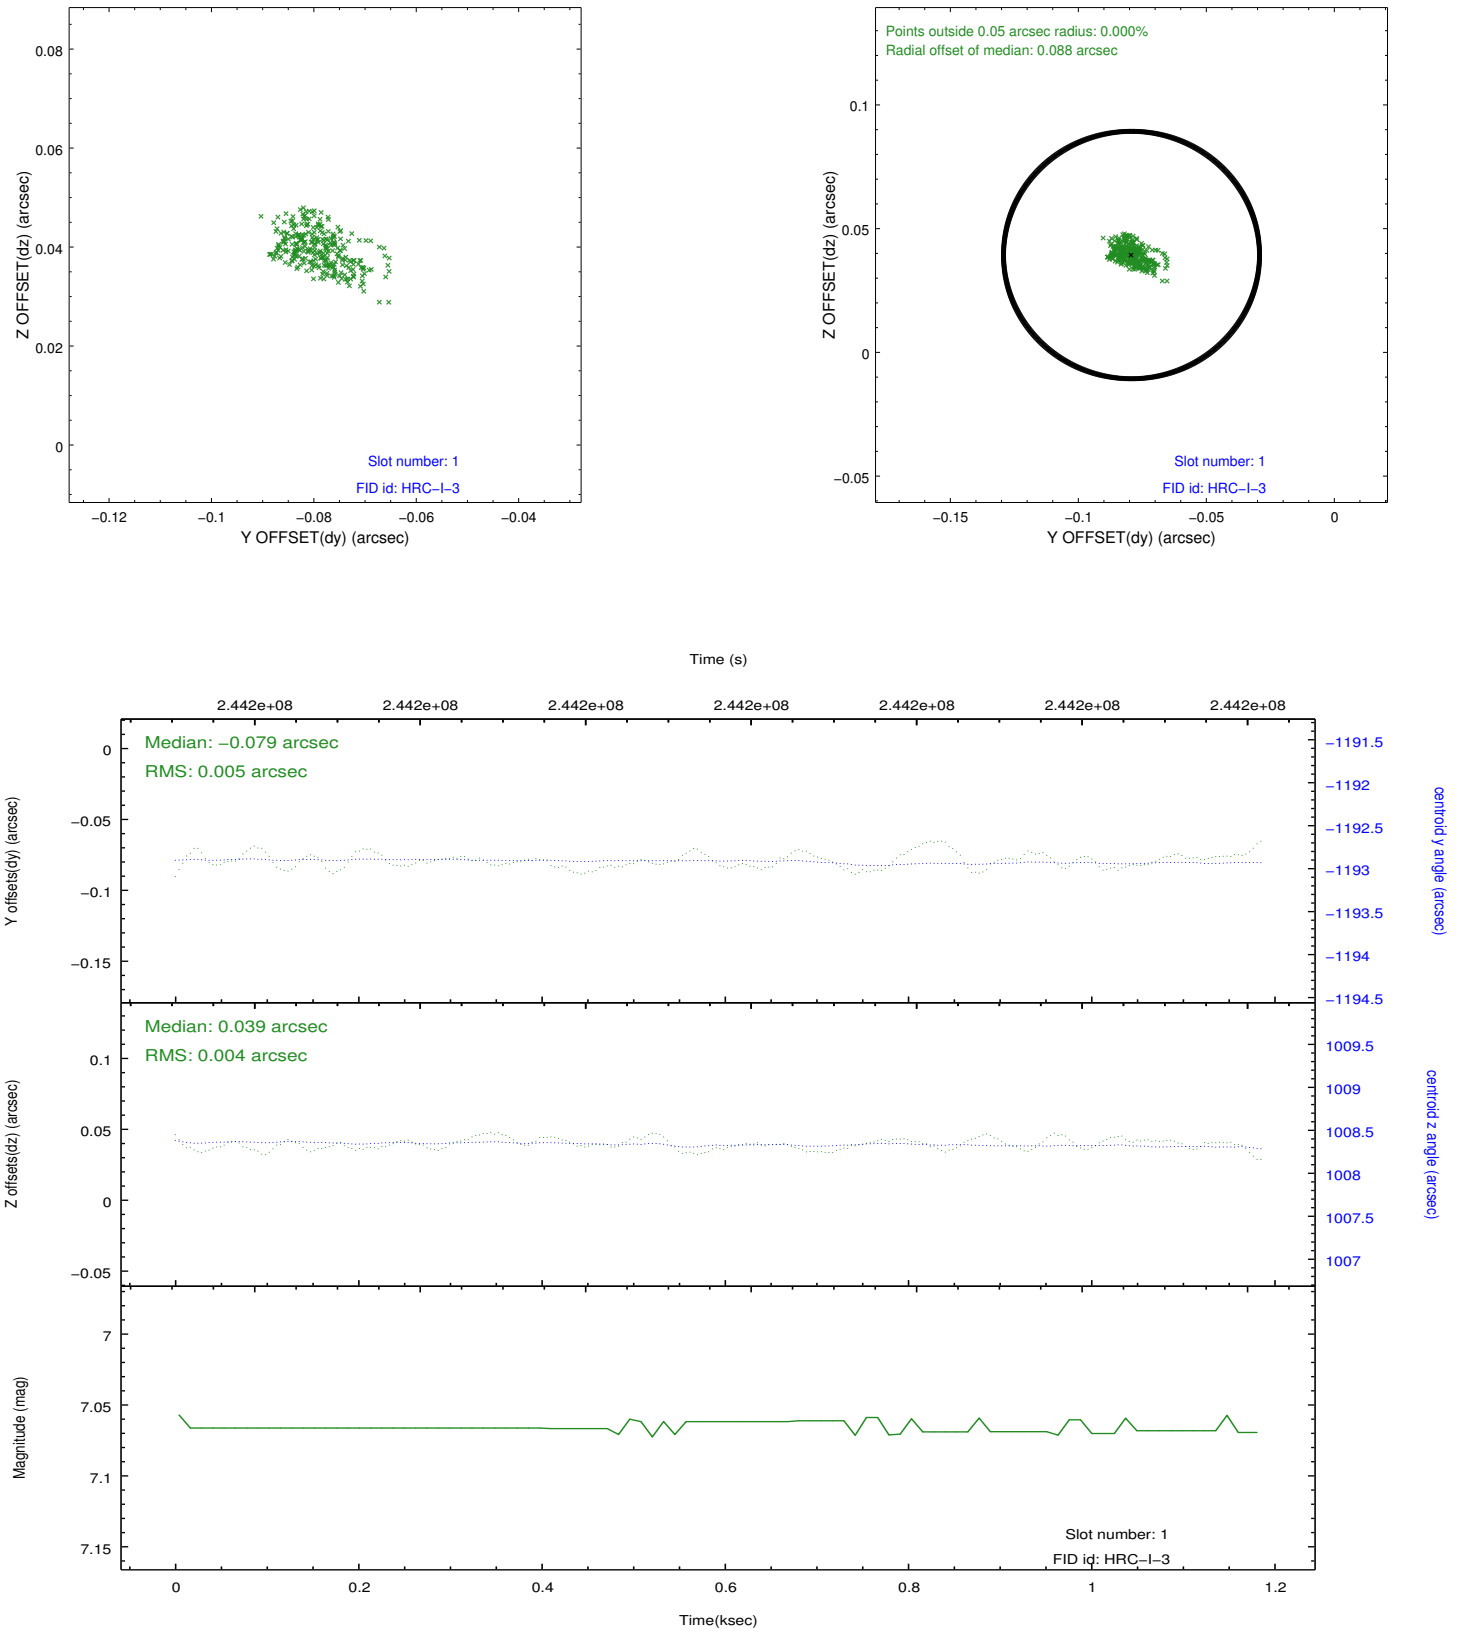 0.08
0.06
0.04
0.02
0
Z OFFSET(dz) (arcsec)
Slot number: 1
FID id: HRC−I−3
−0.12 −0.1 −0.08 −0.06 −0.04
Y OFFSET(dy) (arcsec)
Points outside 0.05 arcsec radius: 0.000%
Radial offset of median: 0.088 arcsec
0.1
0.05
0
−0.05
Z OFFSET(dz) (arcsec)
Slot number: 1
FID id: HRC−I−3
−0.15 −0.1 −0.05 0
Y OFFSET(dy) (arcsec)
Time (s)
2.442e+08 2.442e+08 2.442e+08 2.442e+08 2.442e+08 2.442e+08 2.442e+08
Median: −0.079 arcsec
RMS: 0.005 arcsec
0
−0.05
−0.1
−0.15
Y offsets(dy) (arcsec)
−1191.5
−1192
−1192.5
−1193
−1193.5
−1194
−1194.5
centroid y angle (arcsec)
Median: 0.039 arcsec
RMS: 0.004 arcsec
0.1
0.05
0
−0.05
Z offsets(dz) (arcsec)
1009.5
1009
1008.5
1008
1007.5
1007
centroid z angle (arcsec)
7
7.05
7.1
7.15
Magnitude (mag)
Slot number: 1
FID id: HRC−I−3
0 0.2 0.4 0.6 0.8 1 1.2
Time(ksec)